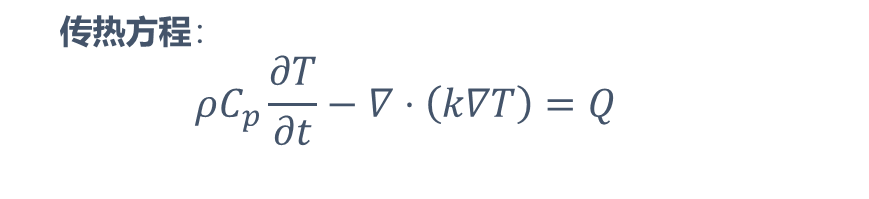 传热方程：
ρC_p ∂T/∂t − ∇ · (k∇T) = Q